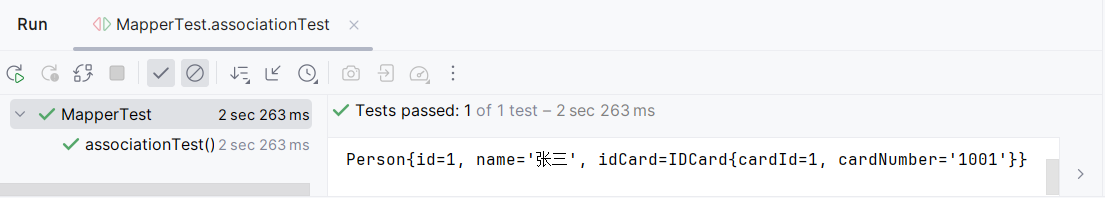 Run MapperTest.associationTest
MapperTest 2 sec 263 ms
associationTest() 2 sec 263 ms
Tests passed: 1 of 1 test – 2 sec 263 ms
Person{id=1, name='张三', idCard=IDCard{cardId=1, cardNumber='1001'}}